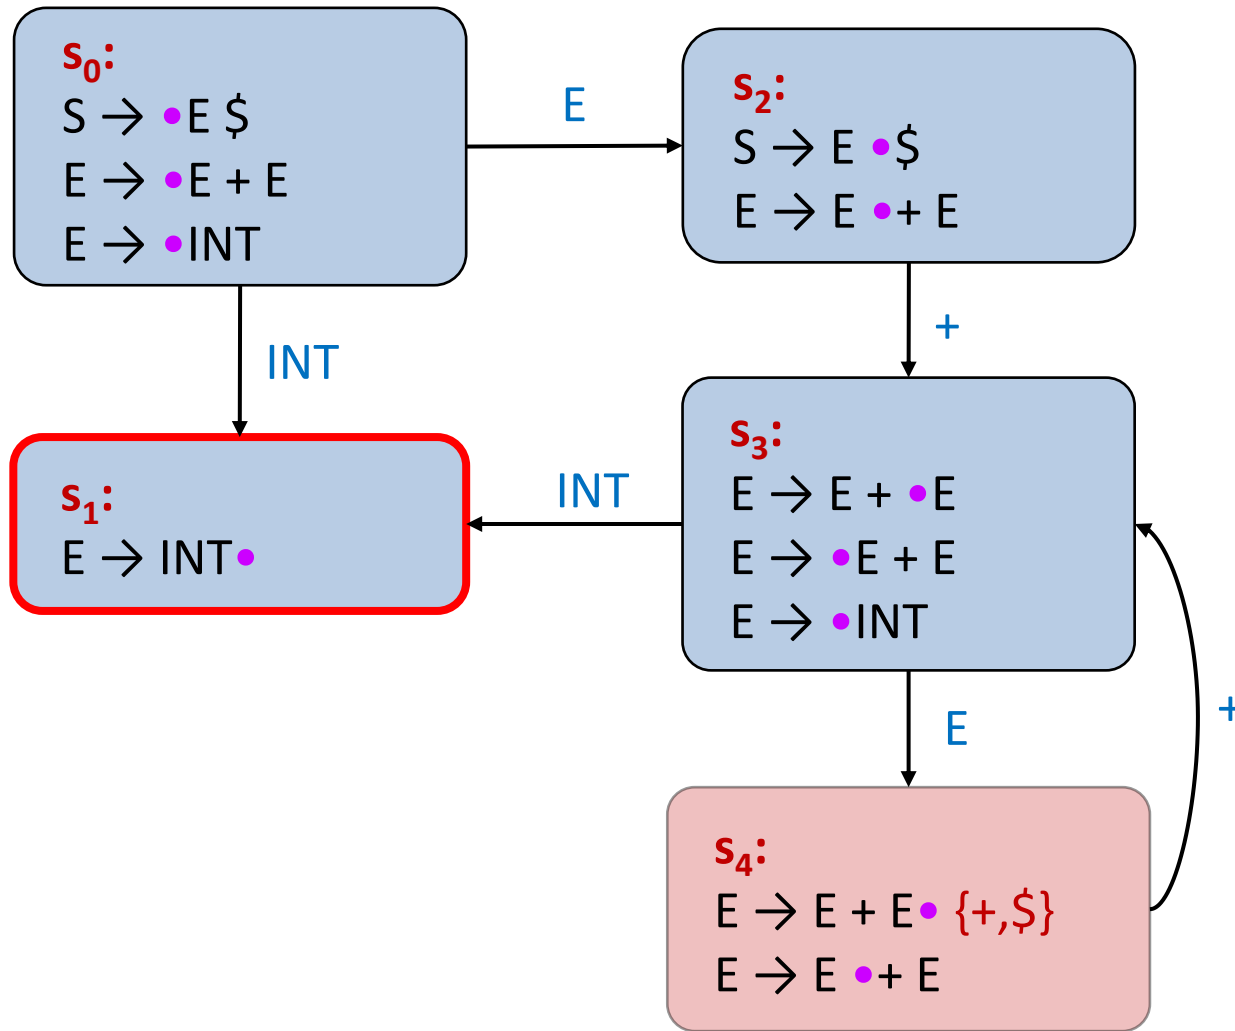 s₀:
S → •E $
E → •E + E
E → •INT
E
s₂:
S → E •$
E → E •+ E
INT
+
s₁:
E → INT•
INT
s₃:
E → E + •E
E → •E + E
E → •INT
E
+
s₄:
E → E + E• {+,$}
E → E •+ E